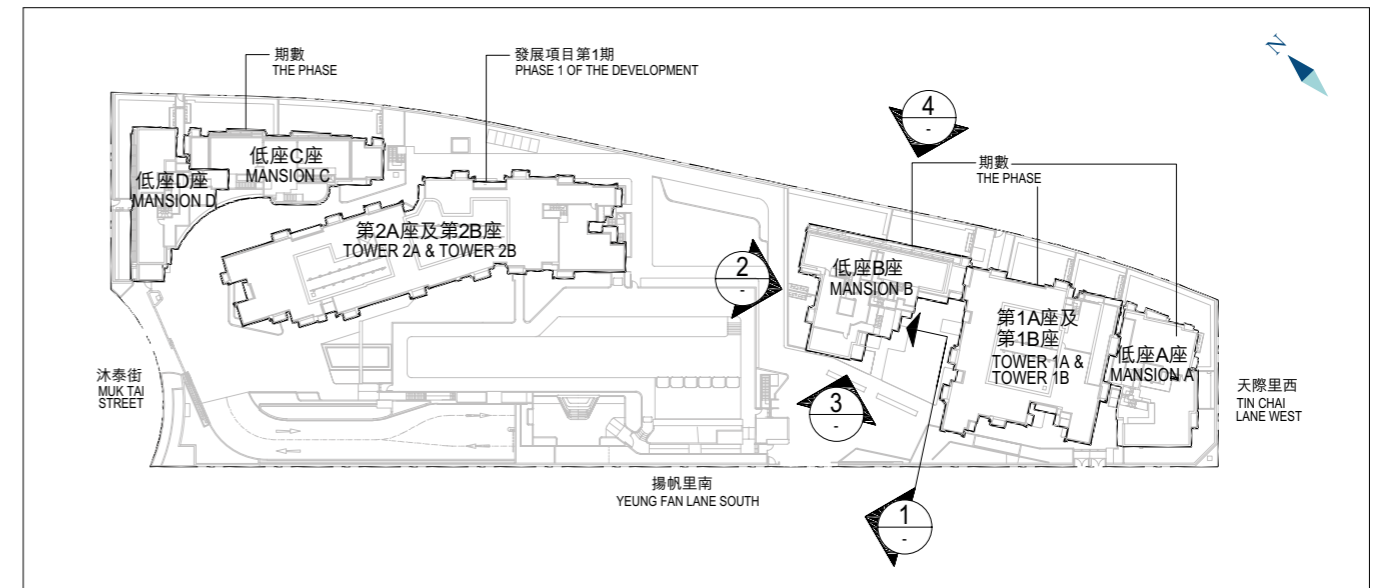 期數
THE PHASE
發展項目第1期
PHASE 1 OF THE DEVELOPMENT
N
4
-
期數
THE PHASE
低座C座
MANSION C
低座D座
MANSION D
第2A座及第2B座
TOWER 2A & TOWER 2B
2
-
低座B座
MANSION B
第1A座及
第1B座
TOWER 1A &
TOWER 1B
低座A座
MANSION A
沐泰街
MUK TAI
STREET
3
-
天際里西
TIN CHAI
LANE WEST
揚帆里南
YEUNG FAN LANE SOUTH
1
-